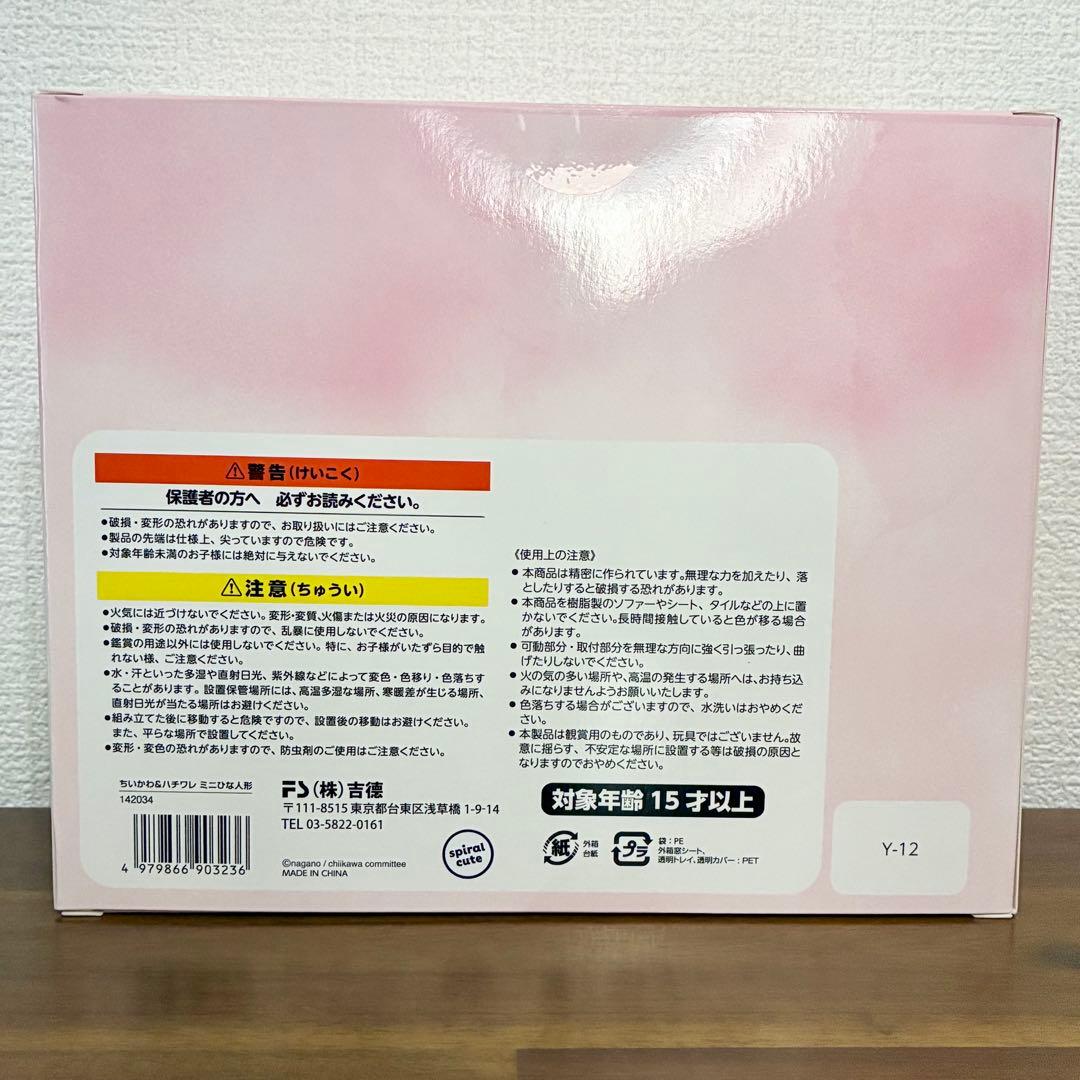 ⚠警告(けいこく)
保護者の方へ 必ずお読みください。
●破損・変形の恐れがありますので、お取り扱いにはご注意ください。
●製品の先端は仕様上、尖っていますので危険です。
●対象年齢未満のお子様には絶対に与えないでください。
⚠注意(ちゅうい)
●火気には近づけないでください。変形・変質、火傷または火災の原因になります。
●破損・変形の恐れがありますので、乱暴に使用しないでください。
●鑑賞の用途以外には使用しないでください。特に、お子様がいたずら目的で触
れない様、ご注意ください。
●水・汗といった多湿や直射日光、紫外線などによって変色・色移り・色落ちす
ることがあります。設置保管場所には、高温多湿な場所、寒暖差が生じる場所、
直射日光が当たる場所はお避けください。
●組み立てた後に移動すると危険ですので、設置後の移動はお避けください。
また、平らな場所で設置してください。
●変形・変色の恐れがありますので、防虫剤のご使用はご注意ください。
ちいかわ&ハチワレ ミニひな人形
142034
4 979866 903236
FS(株)吉德
〒111-8515 東京都台東区浅草橋 1-9-14
TEL 03-5822-0161
©nagano / chiikawa committee
MADE IN CHINA
spiral
cute
《使用上の注意》
● 本商品は精密に作られています。無理な力を加えたり、落
としたりすると破損する恐れがあります。
● 本商品を樹脂製のソファーやシート、タイルなどの上に置
かないでください。長時間接触していると色が移る場合
があります。
● 可動部分・取付部分を無理な方向に強く引っ張ったり、曲
げたりしないでください。
● 火の気の多い場所や、高温の発生する場所へは、お持ち込
みになりませんようお願いいたします。
● 色落ちする場合がございますので、水洗いはおやめくだ
さい。
● 本製品は観賞用のものであり、玩具ではございません。故
意に揺らす、不安定な場所に設置する等は破損の原因と
なりますのでおやめください。
対象年齢 15才以上
紙
外箱
台紙
プラ
袋:PE
外箱窓シート、
透明トレイ、透明カバー:PET
Y-12